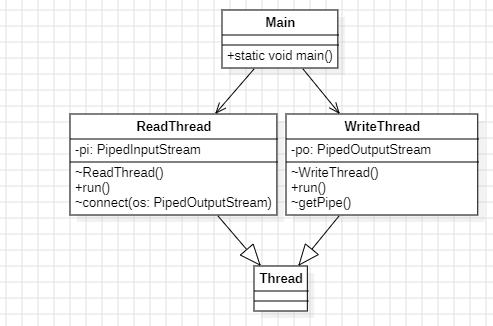 Main
+static void main()
ReadThread
-pi: PipedInputStream
~ReadThread()
+run()
~connect(os: PipedOutputStream)
WriteThread
-po: PipedOutputStream
~WriteThread()
+run()
~getPipe()
Thread